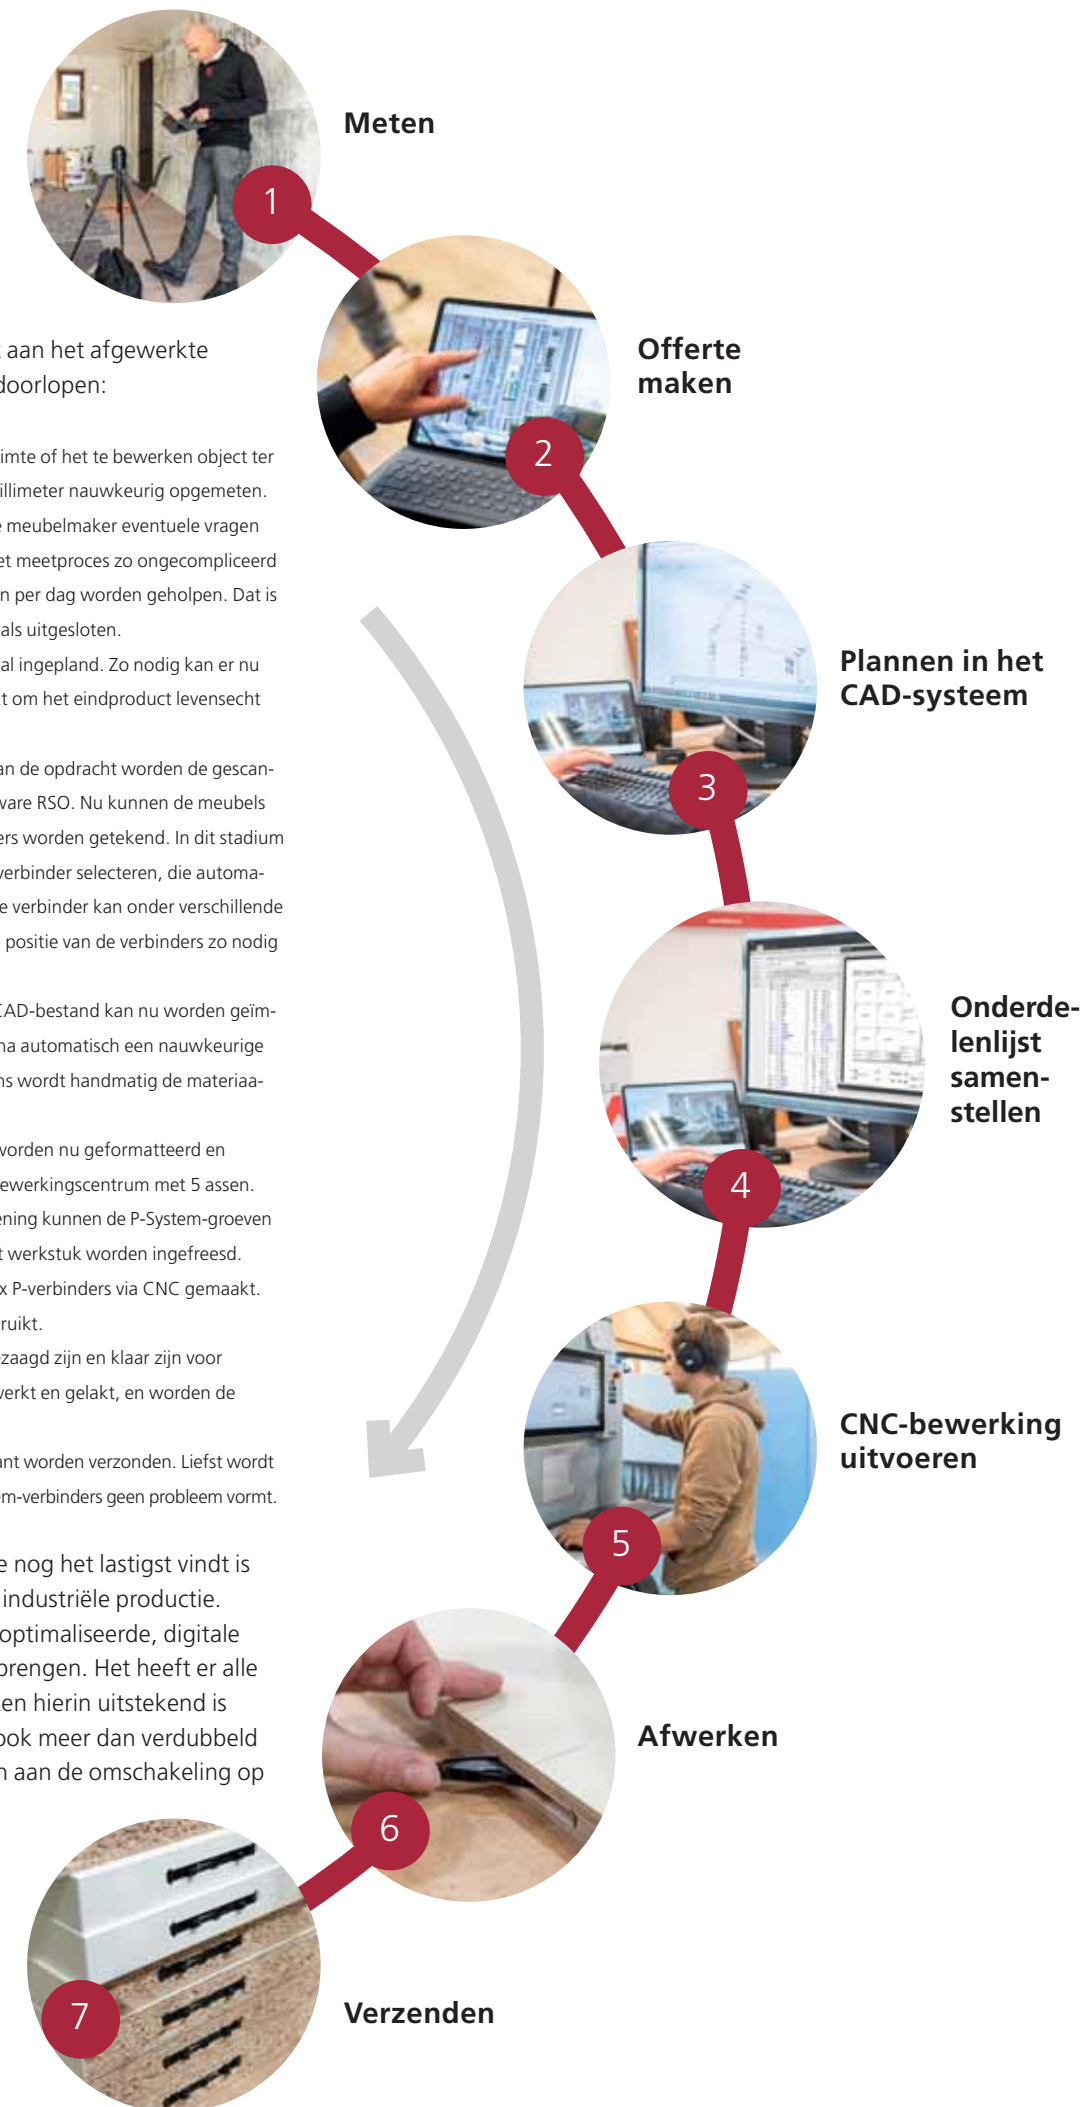 Meten
1
Offerte
maken
2
Plannen in het
CAD-systeem
3
Onderde-
lenlijst
samen-
stellen
4
CNC-bewerking
uitvoeren
5
Afwerken
6
Verzenden
7
aan het afgewerkte
doorlopen:
imte of het te bewerken object ter
illimeter nauwkeurig opgemeten.
e meubelmaker eventuele vragen
et meetproces zo ongecompliceerd
n per dag worden geholpen. Dat is
als uitgesloten.
al ingepland. Zo nodig kan er nu
t om het eindproduct levensecht
an de opdracht worden de gescan-
ware RSO. Nu kunnen de meubels
ers worden getekend. In dit stadium
verbinder selecteren, die automa-
e verbinder kan onder verschillende
positie van de verbinders zo nodig
CAD-bestand kan nu worden geïm-
na automatisch een nauwkeurige
ns wordt handmatig de materiaa-
worden nu geformatteerd en
ewerkingscentrum met 5 assen.
ening kunnen de P-System-groeven
t werkstuk worden ingefreesd.
x P-verbinders via CNC gemaakt.
ruikt.
zaagd zijn en klaar zijn voor
werkt en gelakt, en worden de
ant worden verzonden. Liefst wordt
em-verbinders geen probleem vormt.
e nog het lastigst vindt is
industriële productie.
optimaliseerde, digitale
brengen. Het heeft er alle
en hierin uitstekend is
ook meer dan verdubbeld
n aan de omschakeling op